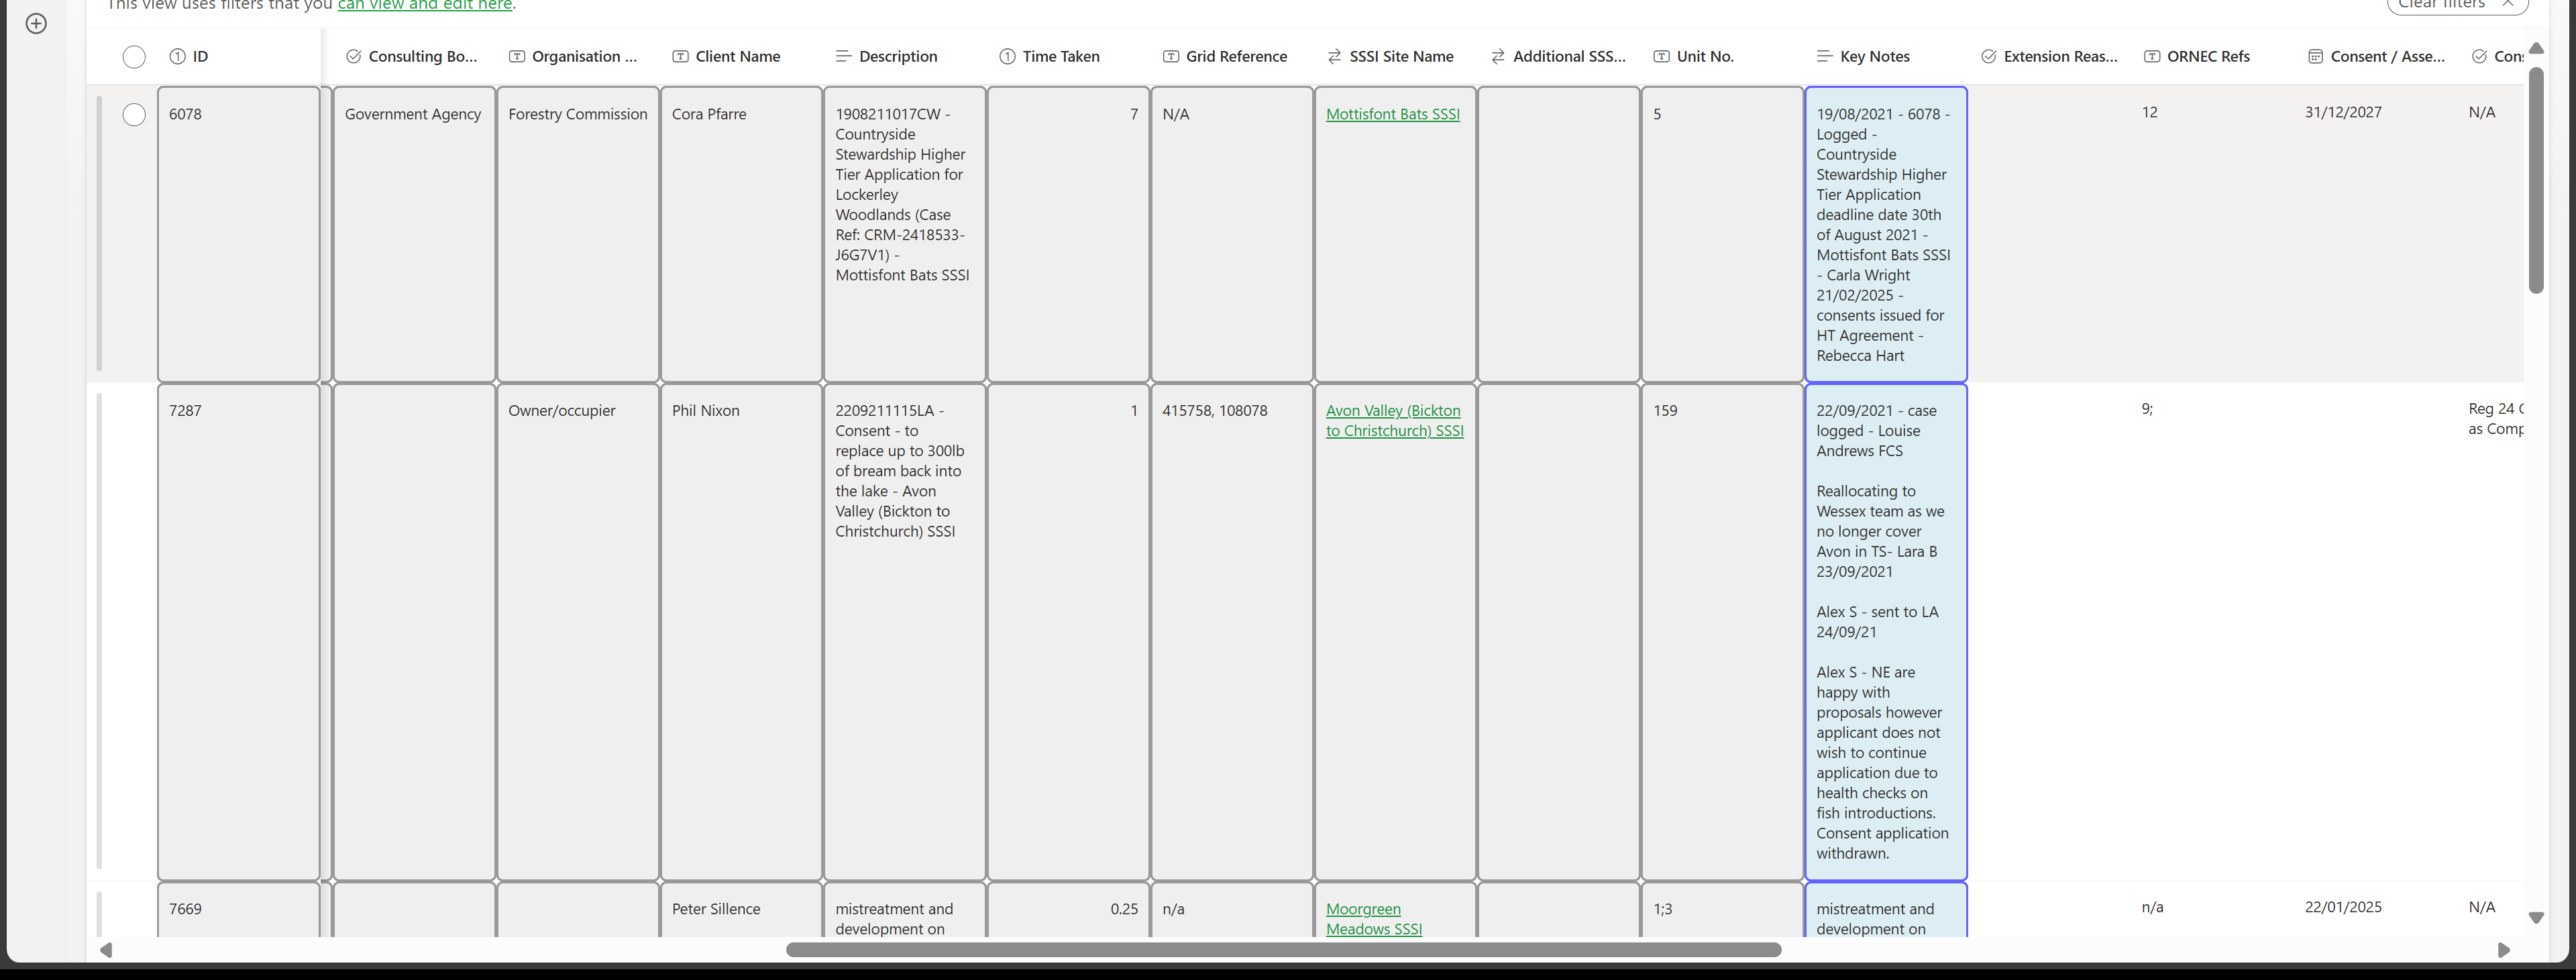 This view uses filters that you can view and edit here.
Clear filters
ID
Consulting Bo...
Organisation ...
Client Name
Description
Time Taken
Grid Reference
SSSI Site Name
Additional SSS...
Unit No.
Key Notes
Extension Reas...
ORNEC Refs
Consent / Asse...
Con
6078
Government Agency
Forestry Commission
Cora Pfarre
1908211017CW -
Countryside
Stewardship Higher
Tier Application for
Lockerley
Woodlands (Case
Ref: CRM-2418533-
J6G7V1) -
Mottisfont Bats SSSI
7
N/A
Mottisfont Bats SSSI
5
19/08/2021 - 6078 -
Logged -
Countryside
Stewardship Higher
Tier Application
deadline date 30th
of August 2021 -
Mottisfont Bats SSSI
- Carla Wright
21/02/2025 -
consents issued for
HT Agreement -
Rebecca Hart
12
31/12/2027
N/A
7287
Owner/occupier
Phil Nixon
2209211115LA -
Consent - to
replace up to 300lb
of bream back into
the lake - Avon
Valley (Bickton to
Christchurch) SSSI
1
415758, 108078
Avon Valley (Bickton
to Christchurch) SSSI
159
22/09/2021 - case
logged - Louise
Andrews FCS
Reallocating to
Wessex team as we
no longer cover
Avon in TS- Lara B
23/09/2021
Alex S - sent to LA
24/09/21
Alex S - NE are
happy with
proposals however
applicant does not
wish to continue
application due to
health checks on
fish introductions.
Consent application
withdrawn.
9;
Reg 24
as Comp
7669
Peter Sillence
mistreatment and
development on
0.25
n/a
Moorgreen
Meadows SSSI
1;3
mistreatment and
development on
n/a
22/01/2025
N/A